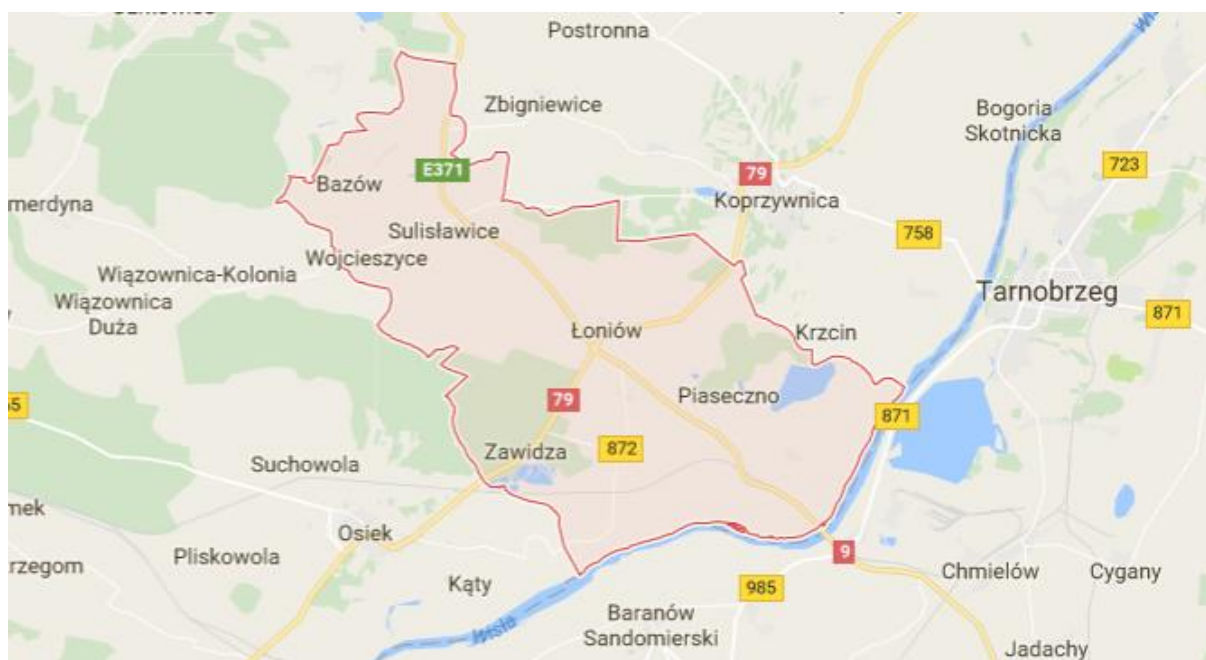 Postronna
Zbigniewice
Bogoria
Skotnicka
E371
79
723
Bazów
Koprzywnica
merdyna
Sulisławice
758
Wojcieszyce
Wiązownica-Kolonia
Tarnobrzeg
Wiązownica
Duża
871
Łoniów
Krzcin
79
Piaseczno
871
Zawidza
872
Suchowola
Osiek
Pliskowola
9
rzegom
Chmielów
Cygany
Kąty
985
Baranów
Sandomierski
Wisła
Jadachy